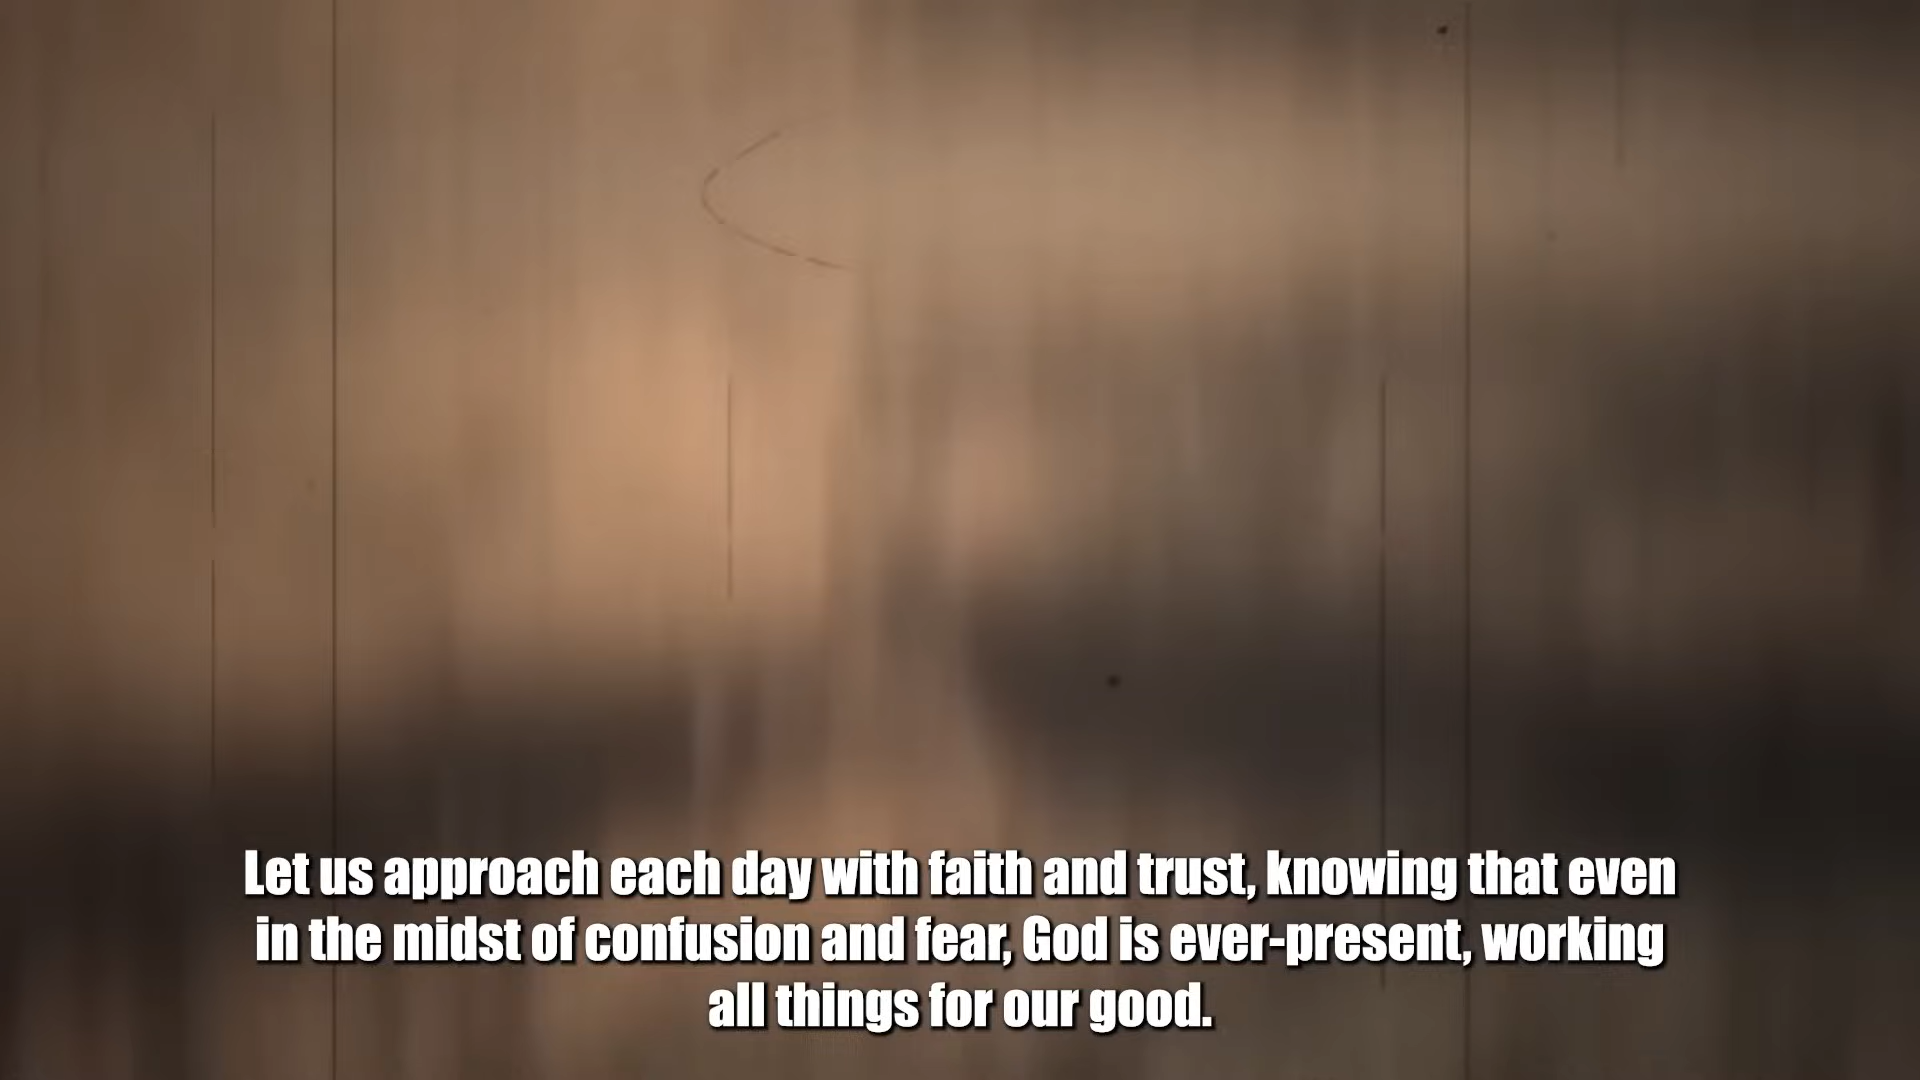 Let us approach each day with faith and trust, knowing that even
in the midst of confusion and fear, God is ever-present, working
all things for our good.